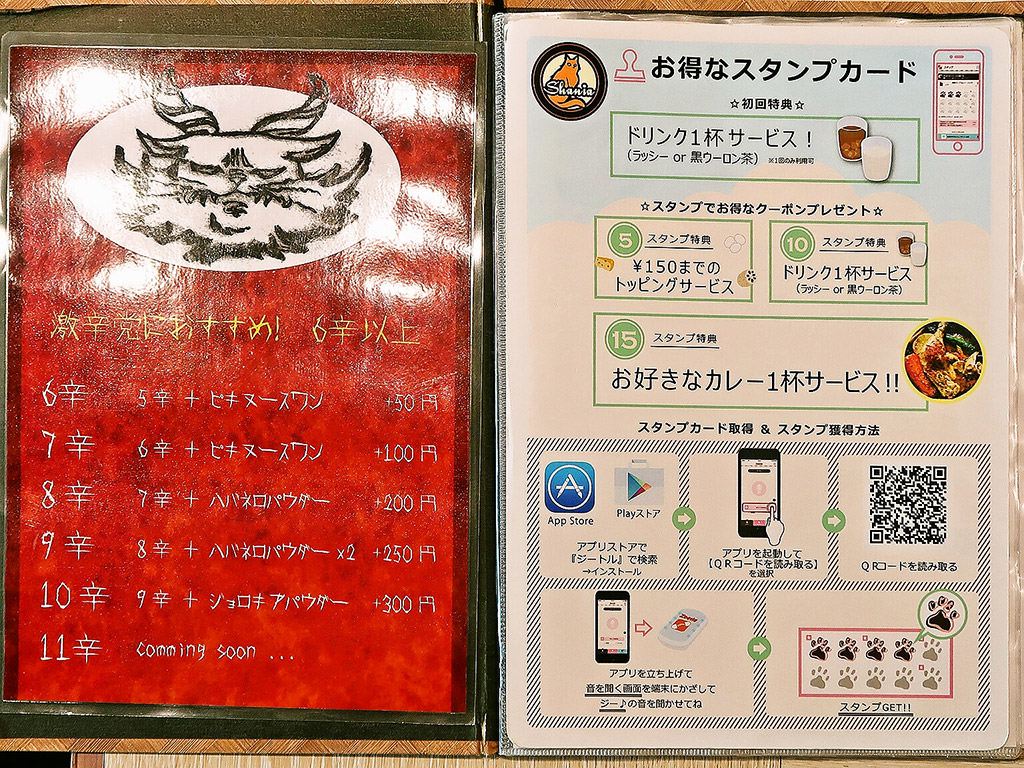 激辛党におすすめ! 6辛以上
6辛 5辛 + ピキヌースワン +50円
7辛 6辛 + ピキヌースワン +100円
8辛 7辛 + ハバネロパウダー +200円
9辛 8辛 + ハバネロパウダー x2 +250円
10辛 9辛 + ジョロキアパウダー +300円
11辛 comming soon ...
Shania
お得なスタンプカード
☆初回特典☆
ドリンク1杯サービス!
(ラッシー or 黒ウーロン茶) ※1回のみ利用可
☆スタンプでお得なクーポンプレゼント☆
5 スタンプ特典
¥150までの
トッピングサービス
10 スタンプ特典
ドリンク1杯サービス
(ラッシー or 黒ウーロン茶)
15 スタンプ特典
お好きなカレー1杯サービス!!
スタンプカード取得 & スタンプ獲得方法
App Store
Playストア
アプリストアで
『ジートル』で検索
→インストール
アプリを起動して
【QRコードを読み取る】
を選択
QRコードを読み取る
アプリを立ち上げて
音を聞く画面を端末にかざして
ジー♪の音を聞かせてね
スタンプGET!!